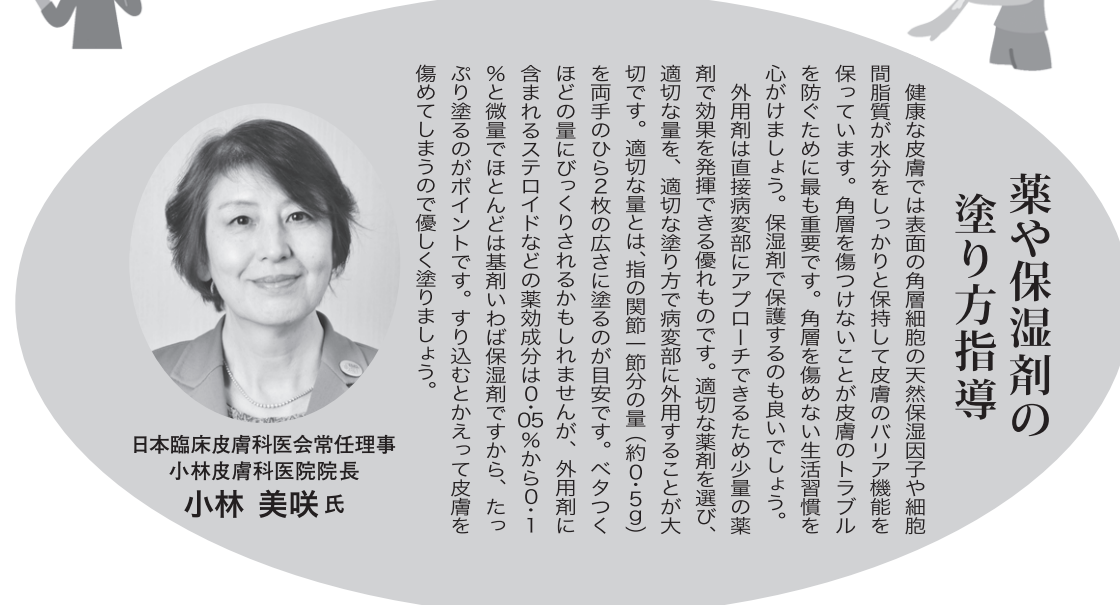 薬や保湿剤の
塗り方指導
健康な皮膚では表面の角層細胞の天然保湿因子や細胞
間脂質が水分をしっかりと保持して皮膚のバリア機能を
保っています。角層を傷つけないことが皮膚のトラブル
を防ぐために最も重要です。角層を傷めない生活習慣を
心がけましょう。保湿剤で保護するのも良いでしょう。
外用剤は直接病変部にアプローチできるため少量の薬
剤で効果を発揮できる優れものです。適切な薬剤を選び、
適切な量を、適切な塗り方で病変部に外用することが大
切です。適切な量とは、指の関節一節分の量（約0・5g）
を両手のひら2枚の広さに塗るのが目安です。ベタつく
ほどの量にびっくりされるかもしれませんが、外用剤に
含まれるステロイドなどの薬効成分は0・05％から0・1
％と微量でほとんどは基剤いわば保湿剤ですから、たっ
ぷり塗るのがポイントです。すり込むとかえって皮膚を
傷めてしまうので優しく塗りましょう。
日本臨床皮膚科医会常任理事
小林皮膚科医院院長
小林 美咲氏